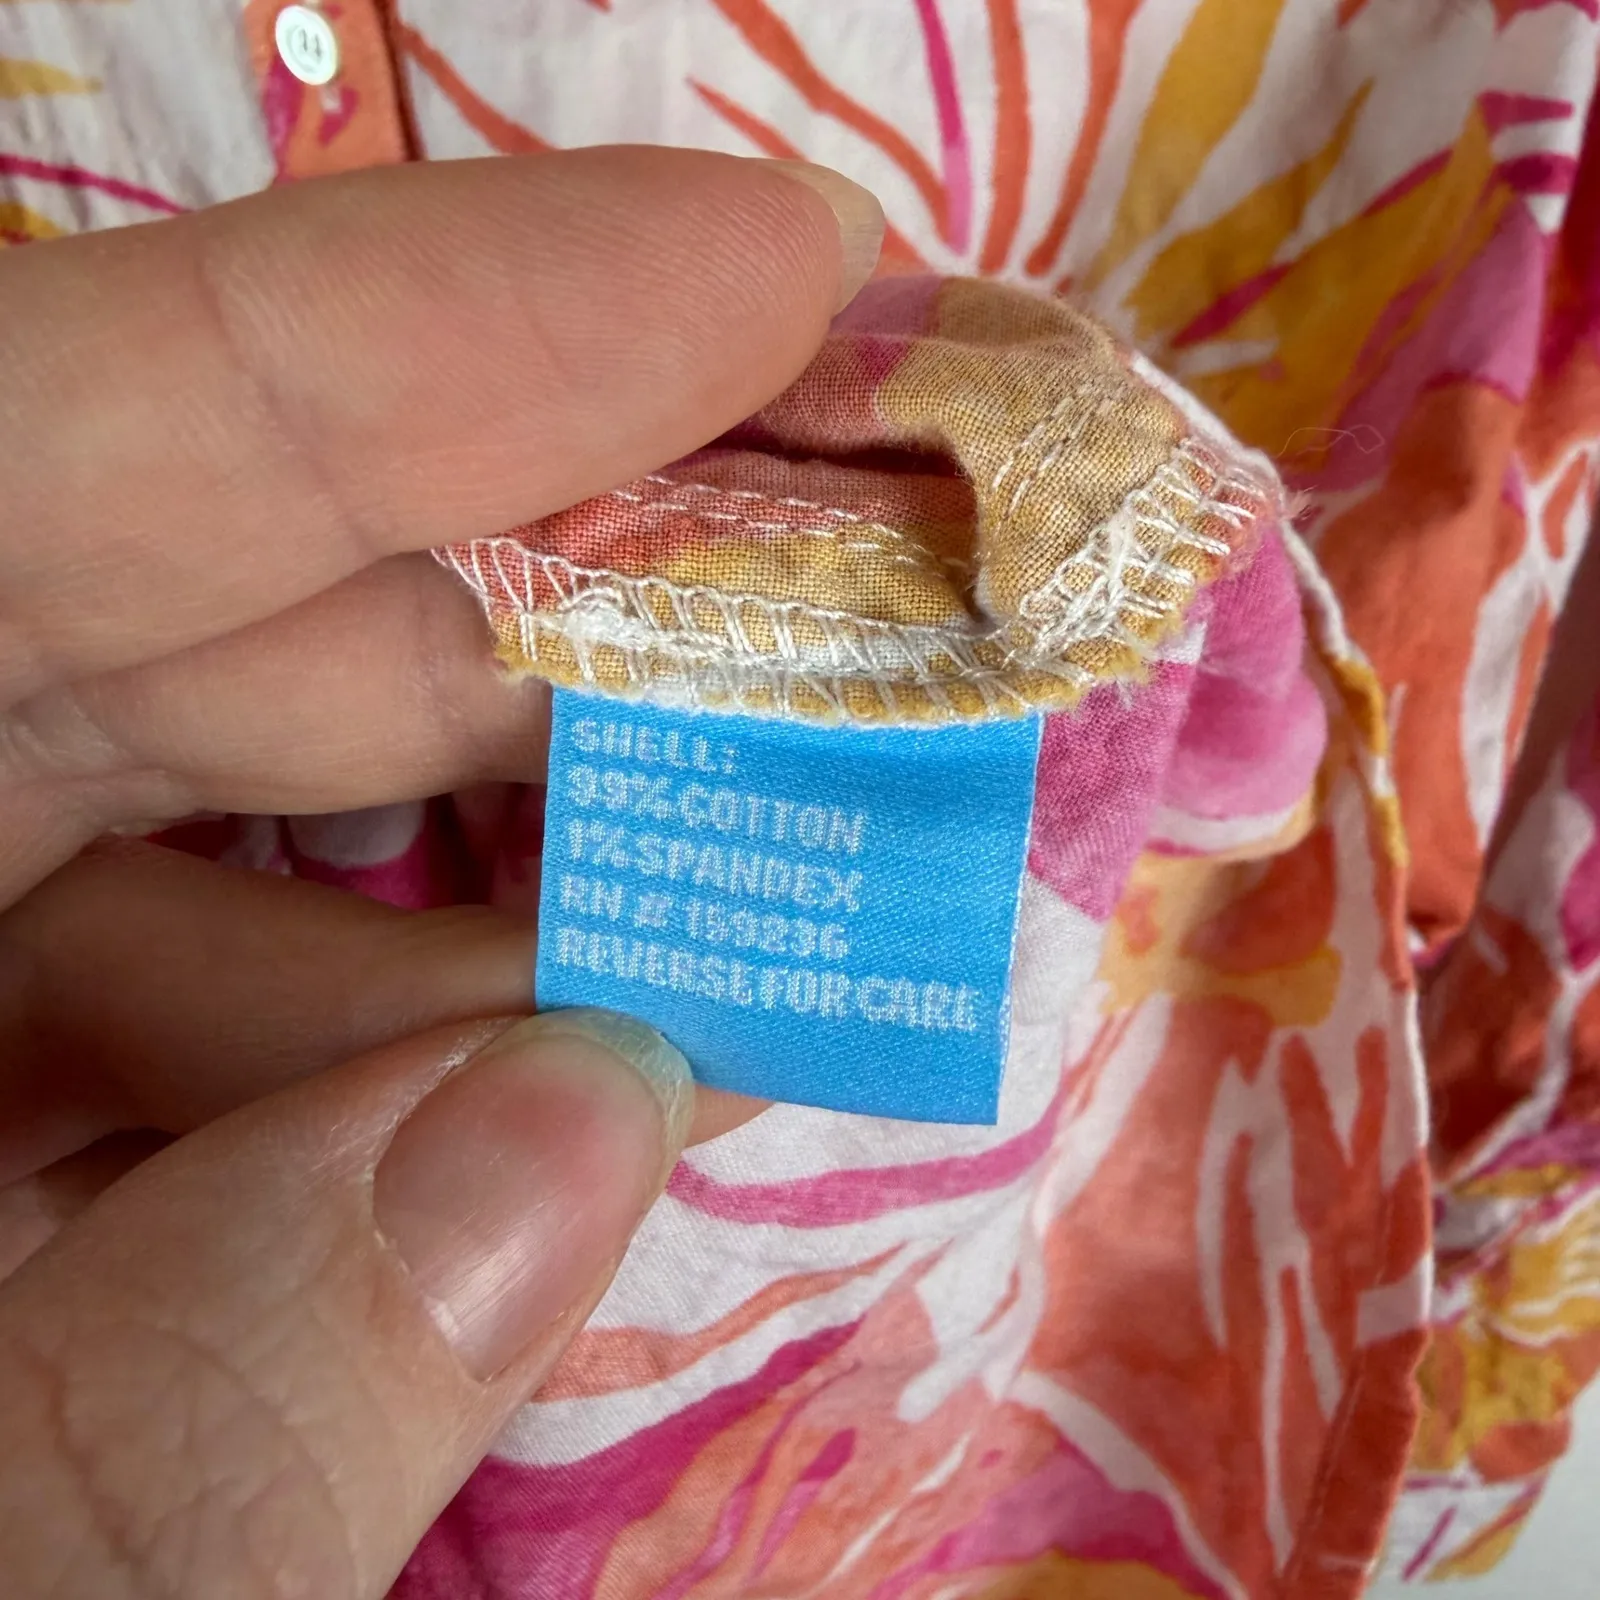 SHELL:
99% COTTON
1% SPANDEX
RN # 159236
REVERSE FOR CARE